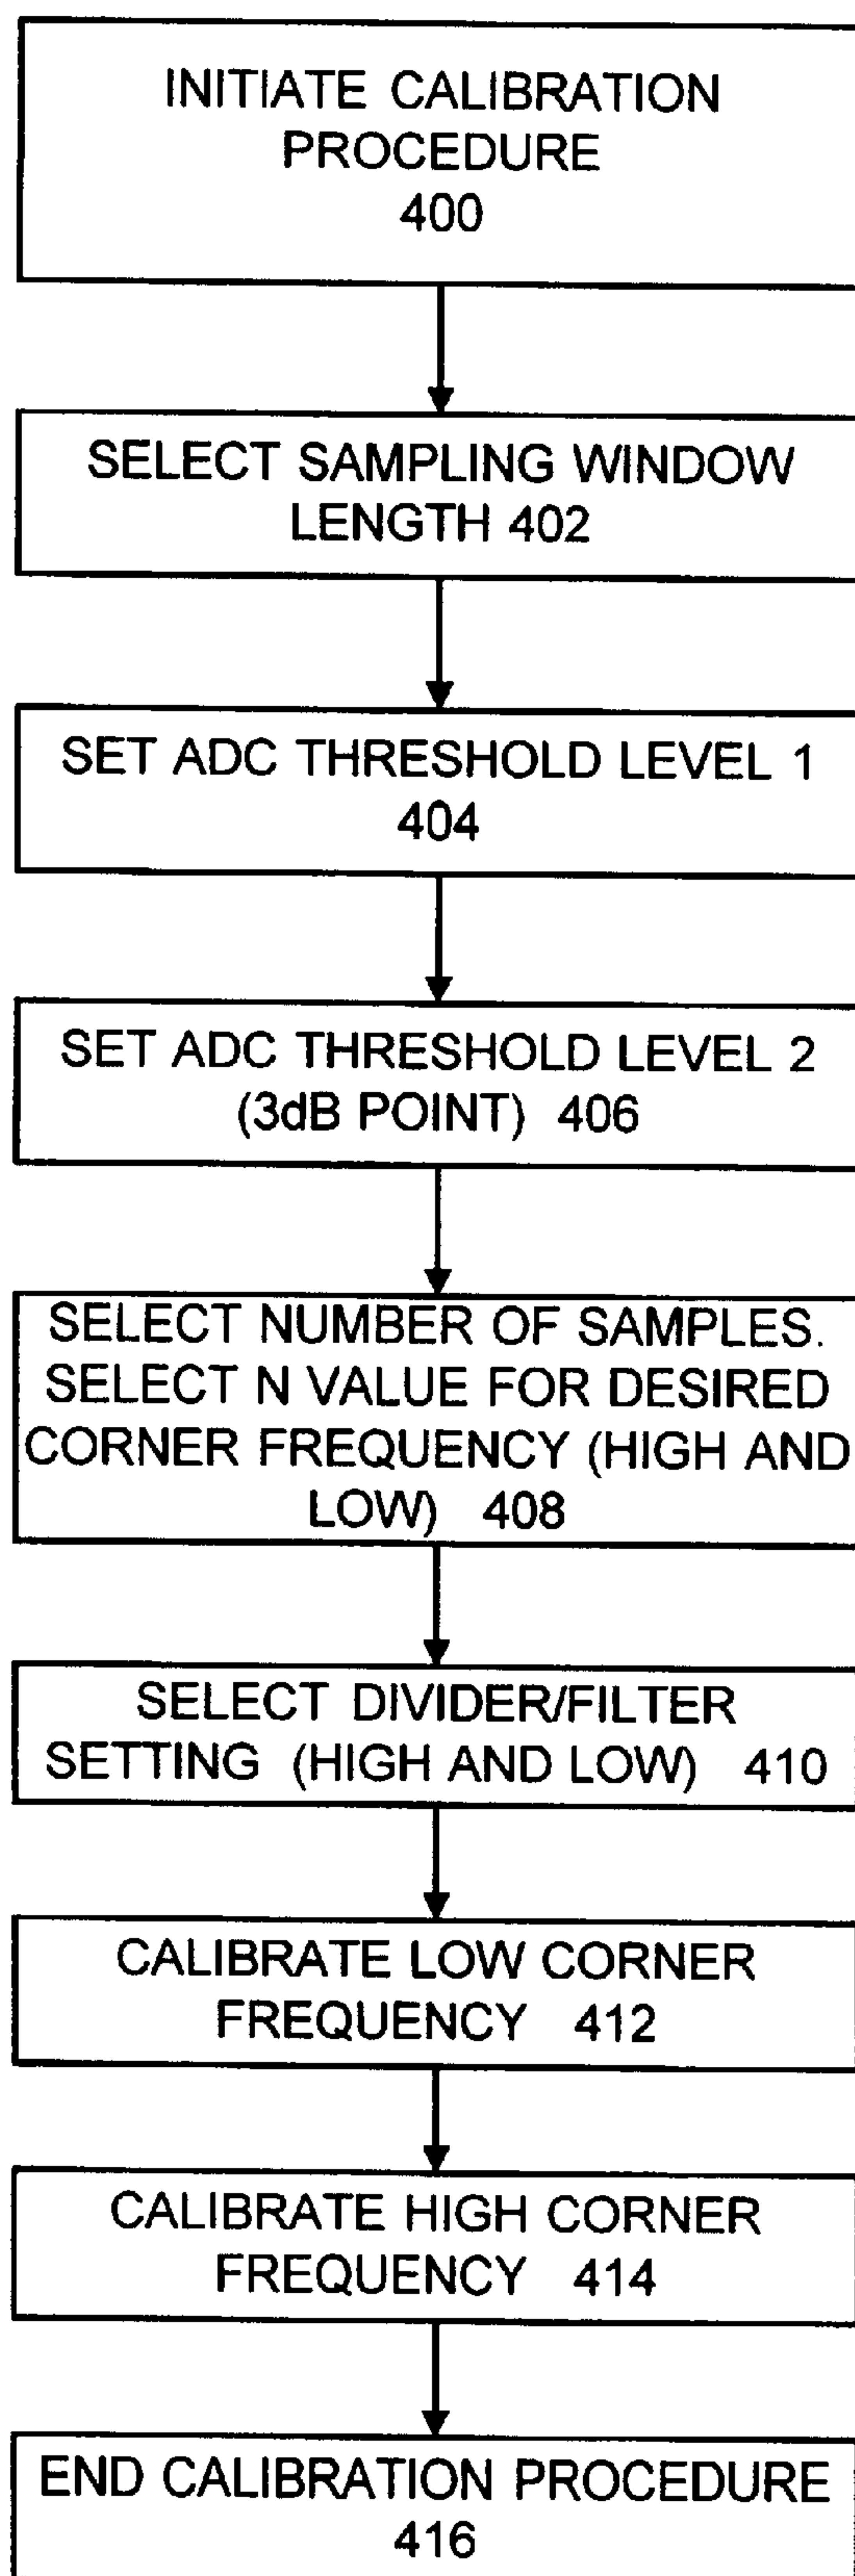 INITIATE CALIBRATION
PROCEDURE
400
SELECT SAMPLING WINDOW
LENGTH 402
SET ADC THRESHOLD LEVEL 1
404
SET ADC THRESHOLD LEVEL 2
(3dB POINT) 406
SELECT NUMBER OF SAMPLES.
SELECT N VALUE FOR DESIRED
CORNER FREQUENCY (HIGH AND
LOW) 408
SELECT DIVIDER/FILTER
SETTING (HIGH AND LOW) 410
CALIBRATE LOW CORNER
FREQUENCY 412
CALIBRATE HIGH CORNER
FREQUENCY 414
END CALIBRATION PROCEDURE
416